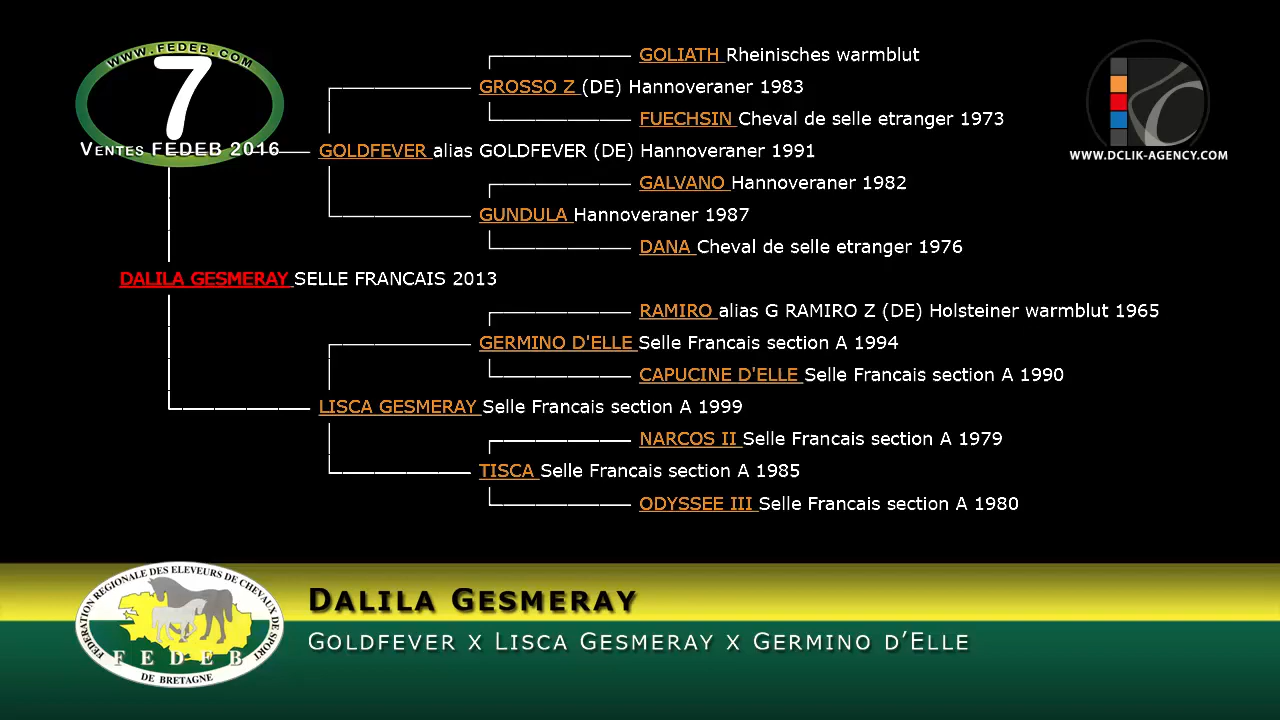 WWW.FEDEB.COM
7
VENTES FEDEB 2016
GOLIATH Rheinisches warmblut
GROSSO Z (DE) Hannoveraner 1983
FUECHSIN Cheval de selle etranger 1973
GOLDFEVER alias GOLDFEVER (DE) Hannoveraner 1991
GALVANO Hannoveraner 1982
GUNDULA Hannoveraner 1987
DANA Cheval de selle etranger 1976
WWW.DCLIK-AGENCY.COM
DALILA GESMERAY SELLE FRANCAIS 2013
RAMIRO alias G RAMIRO Z (DE) Holsteiner warmblut 1965
GERMINO D'ELLE Selle Francais section A 1994
CAPUCINE D'ELLE Selle Francais section A 1990
LISCA GESMERAY Selle Francais section A 1999
NARCOS II Selle Francais section A 1979
TISCA Selle Francais section A 1985
ODYSSEE III Selle Francais section A 1980
FEDERATION REGIONALE DES ELEVEURS DE CHEVAUX DE SPORT
FEDEB
DE BRETAGNE
DALILA GESMERAY
GOLDFEVER X LISCA GESMERAY X GERMINO D’ELLE